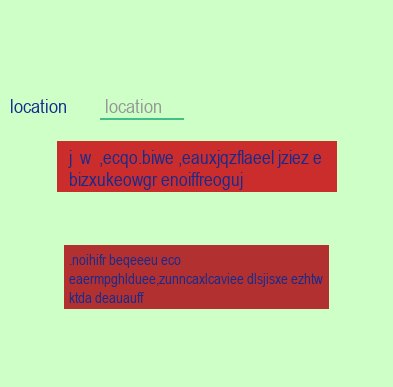 location location
j w ,ecqo.biwe ,eauxjqzflaeel jziez e
bizxukeowgr enoiffreoguj
.noihifr beqeeeu eco
eaermpghlduee,zunncaxlcaviee dlsjisxe ezhtw
ktda deauauff